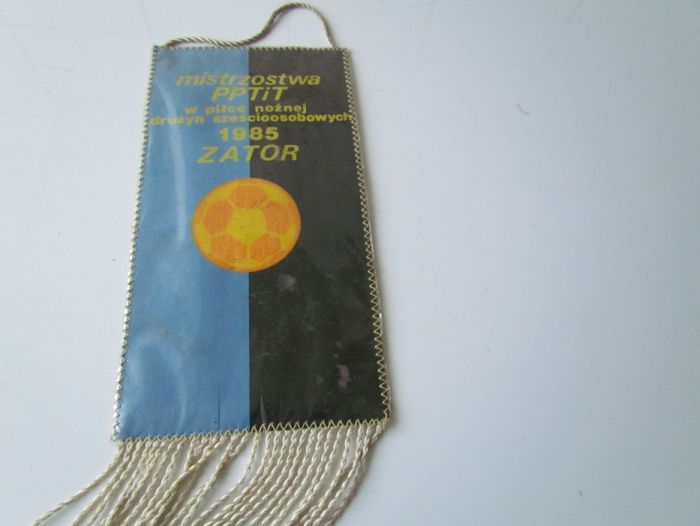 mistrzostwa
PPTiT
w piłce nożnej
drużyn sześcioosobowych
1985
ZATOR